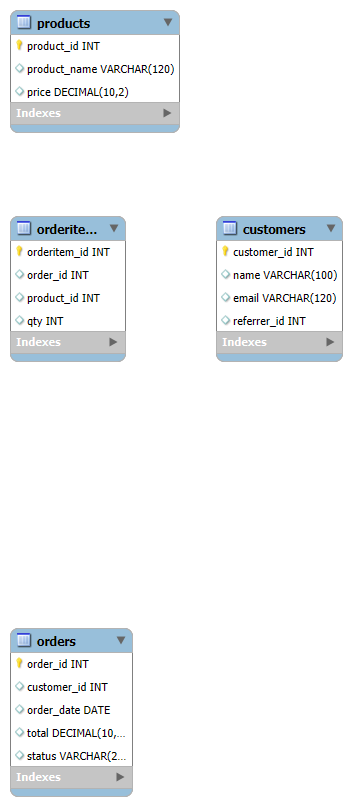 products
product_id INT
product_name VARCHAR(120)
price DECIMAL(10,2)
Indexes
orderite...
orderitem_id INT
order_id INT
product_id INT
qty INT
Indexes
customers
customer_id INT
name VARCHAR(100)
email VARCHAR(120)
referrer_id INT
Indexes
orders
order_id INT
customer_id INT
order_date DATE
total DECIMAL(10,...
status VARCHAR(2...
Indexes